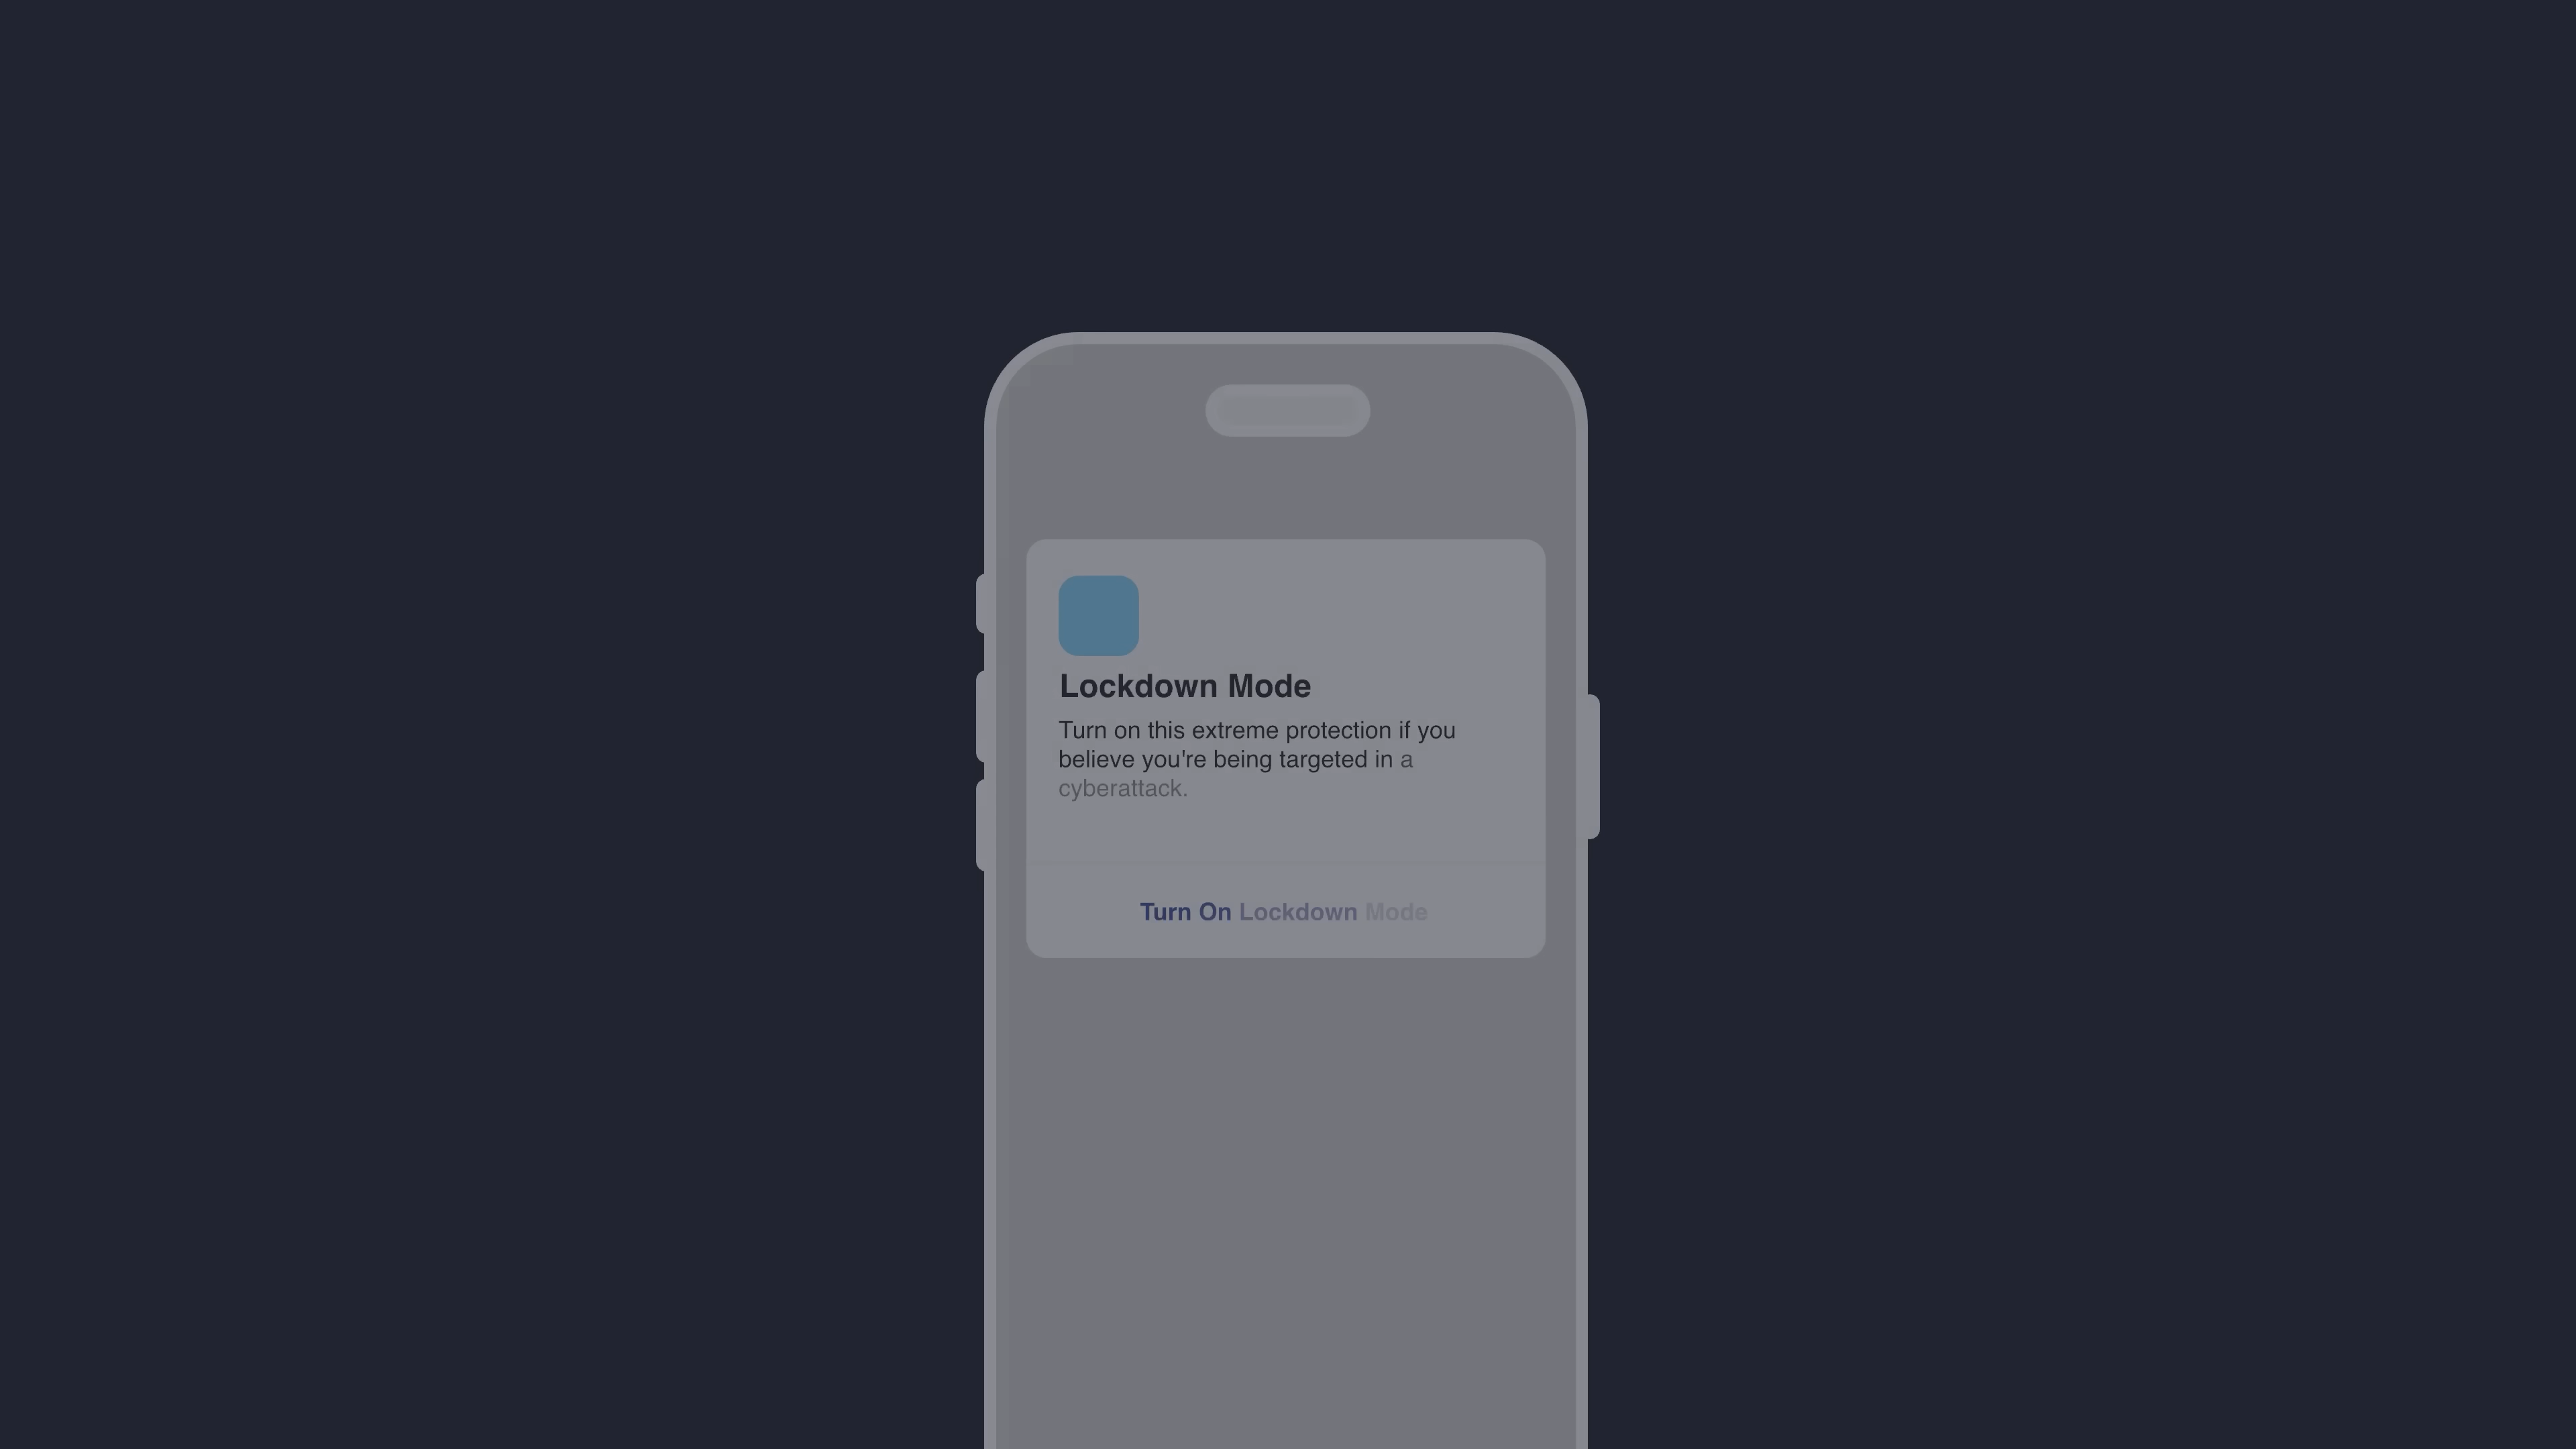 Lockdown Mode
Turn on this extreme protection if you
believe you're being targeted in a
cyberattack.
Turn On Lockdown Mode